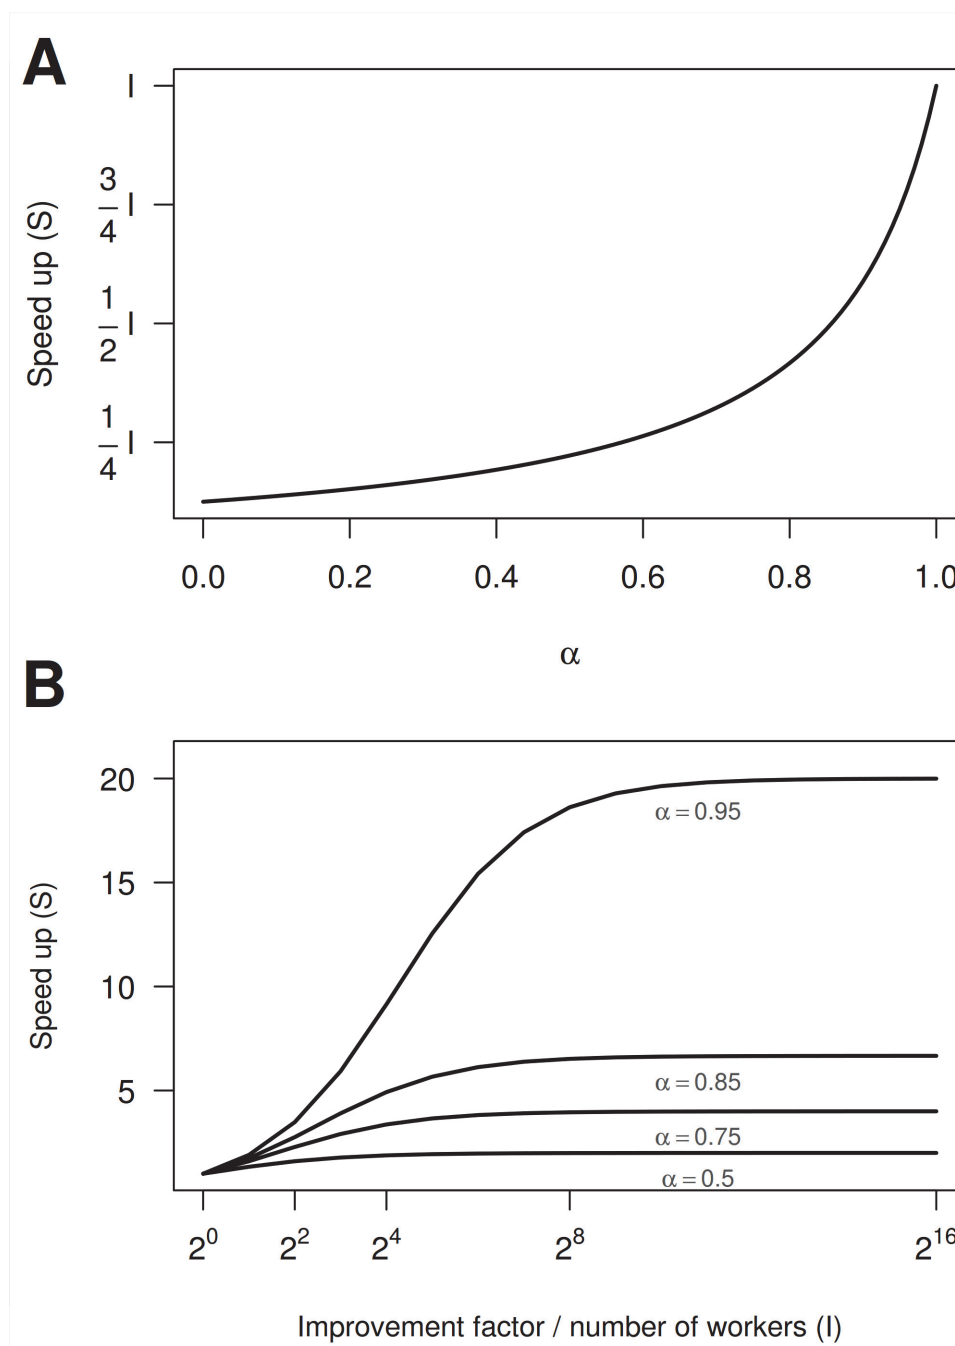 A
I
3/4 I
1/2 I
1/4 I
Speed up (S)
0.0 0.2 0.4 0.6 0.8 1.0
α
B
20
15
10
5
Speed up (S)
α = 0.95
α = 0.85
α = 0.75
α = 0.5
2⁰ 2² 2⁴ 2⁸ 2¹⁶
Improvement factor / number of workers (I)